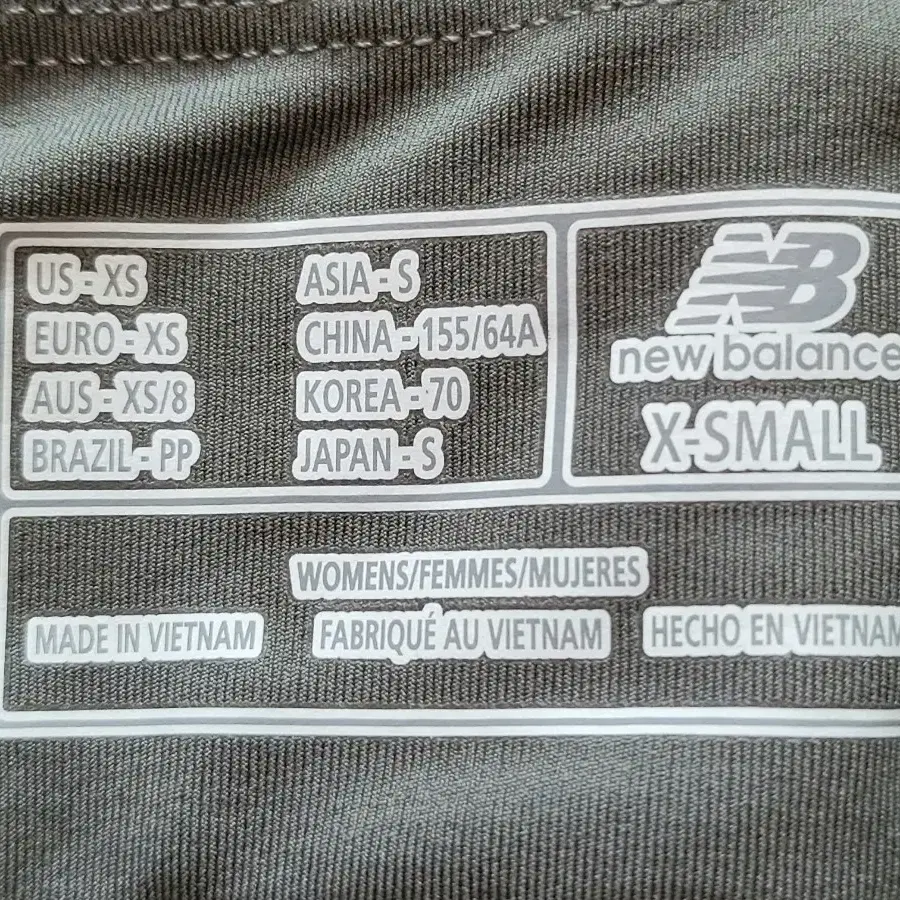 US - XS
EURO - XS
AUS - XS/8
BRAZIL - PP
ASIA - S
CHINA - 155/64A
KOREA - 70
JAPAN - S
NB
new balance
X-SMALL
WOMENS/FEMMES/MUJERES
MADE IN VIETNAM
FABRIQUÉ AU VIETNAM
HECHO EN VIETNAM